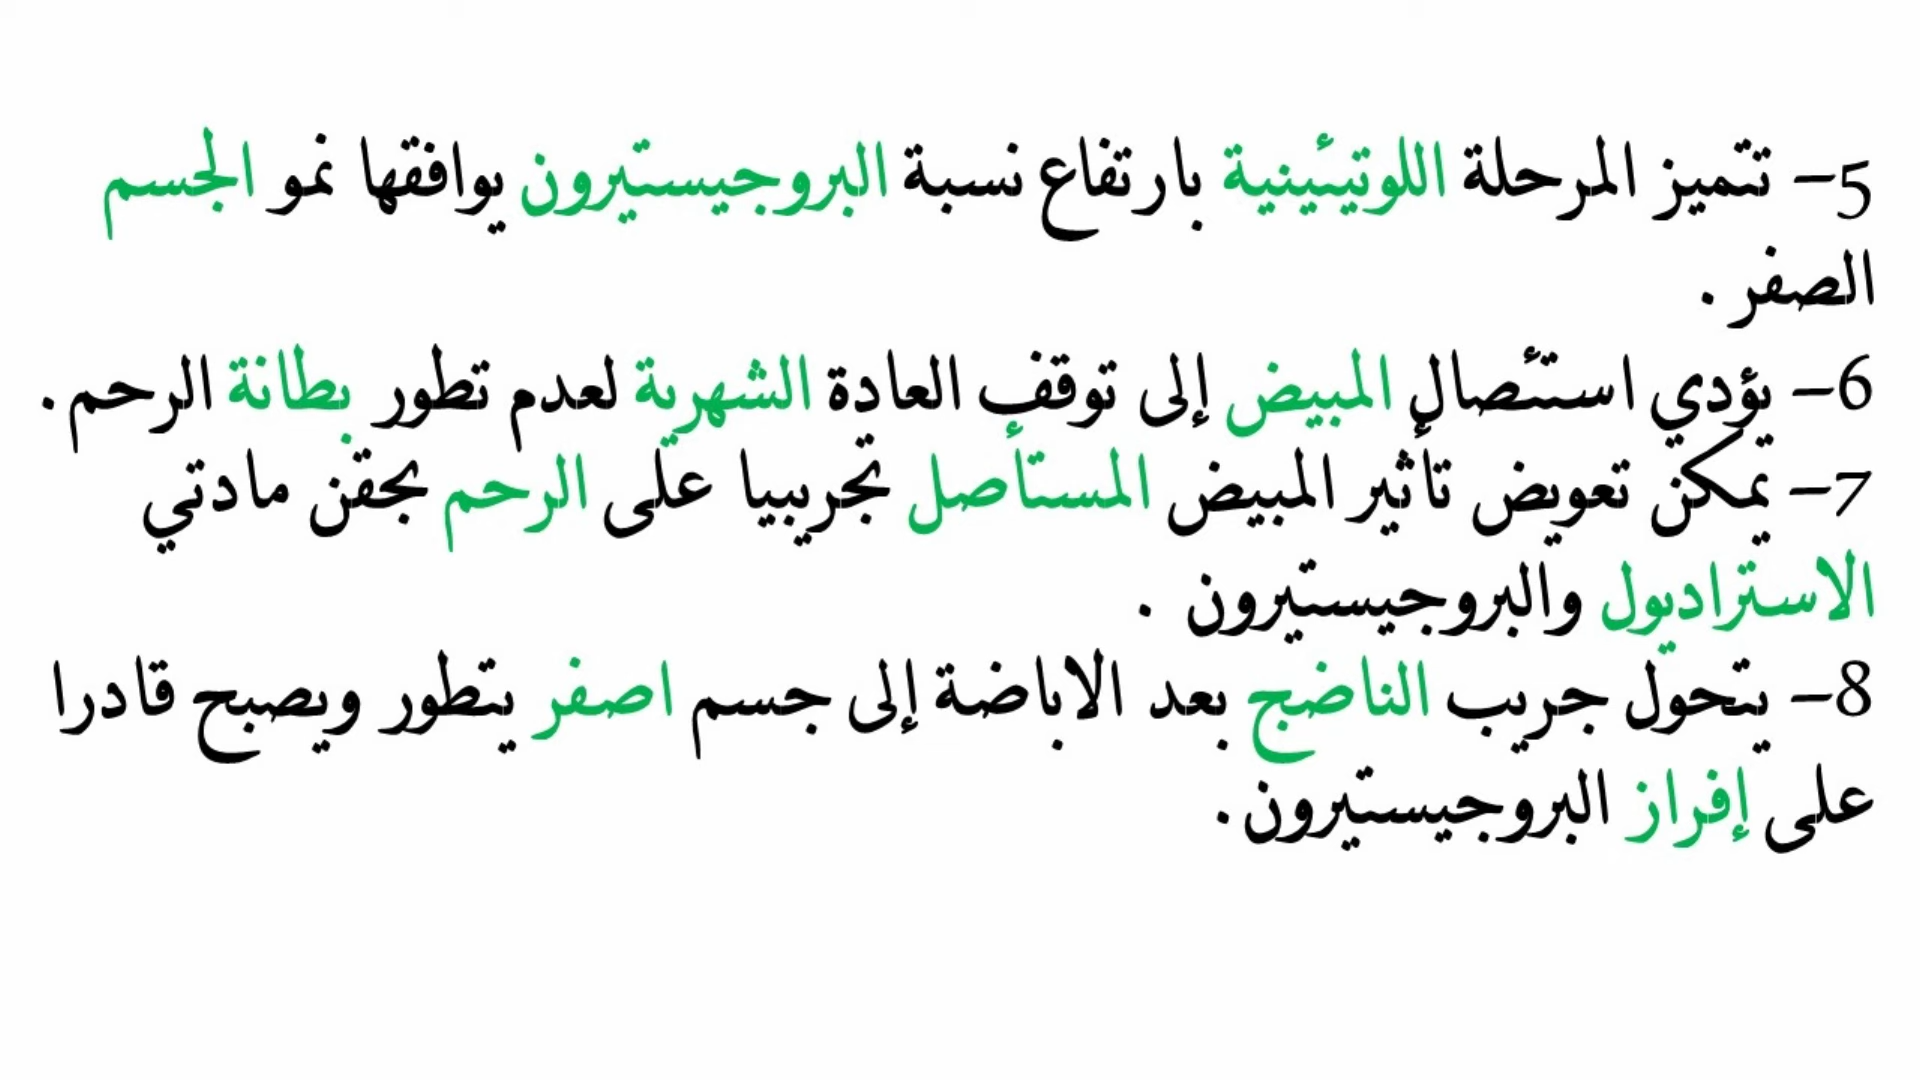 5– تتميز المرحلة اللوتيئينية بارتفاع نسبة البروجيستيرون يوافقها نمو الجسم
الصفر .
6– يؤدي استئصال المبيض إلى توقف العادة الشهرية لعدم تطور بطانة الرحم.
7– يمكن تعويض تأثير المبيض المستأصل تجريبيا على الرحم بحقن مادتي
الاستراديول والبروجيستيرون .
8– يتحول جريب الناضج بعد الاباضة إلى جسم اصفر يتطور ويصبح قادرا
على إفراز البروجيستيرون.